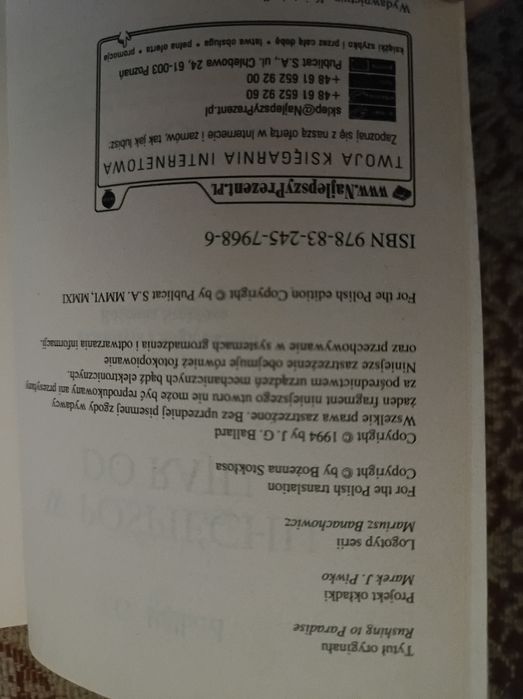 Tytuł oryginału
Rushing to Paradise
Projekt okładki
Marek J. Piwko
Logotyp serii
Mariusz Banachowicz
For the Polish translation
Copyright © by Bożenna Stokłosa
Copyright © 1994 by J. G. Ballard
Wszelkie prawa zastrzeżone. Bez uprzedniej pisemnej zgody wydawcy
żaden fragment niniejszego utworu nie może być reprodukowany ani przesyłany
za pośrednictwem urządzeń mechanicznych bądź elektronicznych.
Niniejsze zastrzeżenie obejmuje również fotokopiowanie
oraz przechowywanie w systemach gromadzenia i odtwarzania informacji.
For the Polish edition Copyright © by Publicat S.A. MMVI, MMXI
ISBN 978-83-245-7968-6
www.NajlepszyPrezent.PL
TWOJA KSIĘGARNIA INTERNETOWA
Zapoznaj się z naszą ofertą w Internecie i zamów, tak jak lubisz:
sklep@NajlepszyPrezent.pl
+48 61 652 92 60
+48 61 652 92 00
Publicat S.A., ul. Chlebowa 24, 61-003 Poznań
książki szybko i przez całą dobę • łatwa obsługa • pełna oferta • promocje